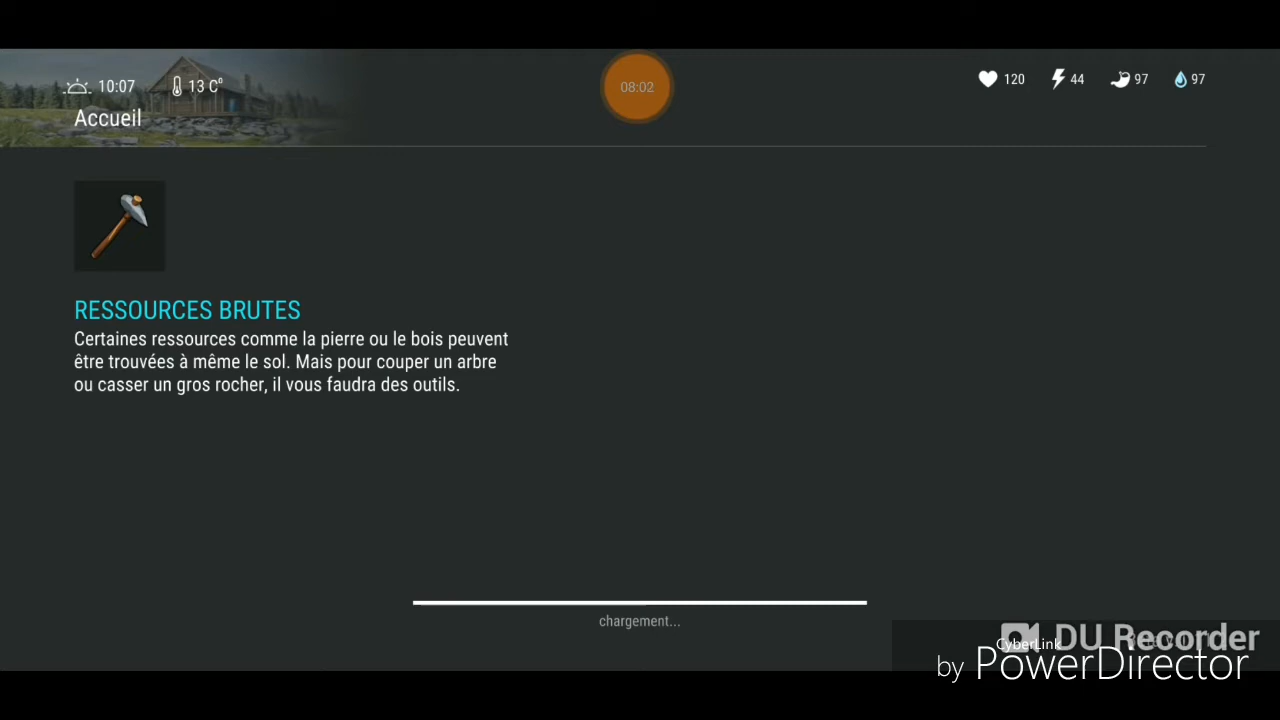 10:07 13 C°
Accueil
08:02
120 44 97 97
RESSOURCES BRUTES
Certaines ressources comme la pierre ou le bois peuvent
être trouvées à même le sol. Mais pour couper un arbre
ou casser un gros rocher, il vous faudra des outils.
chargement...
DU Recorder
CyberLink
by PowerDirector